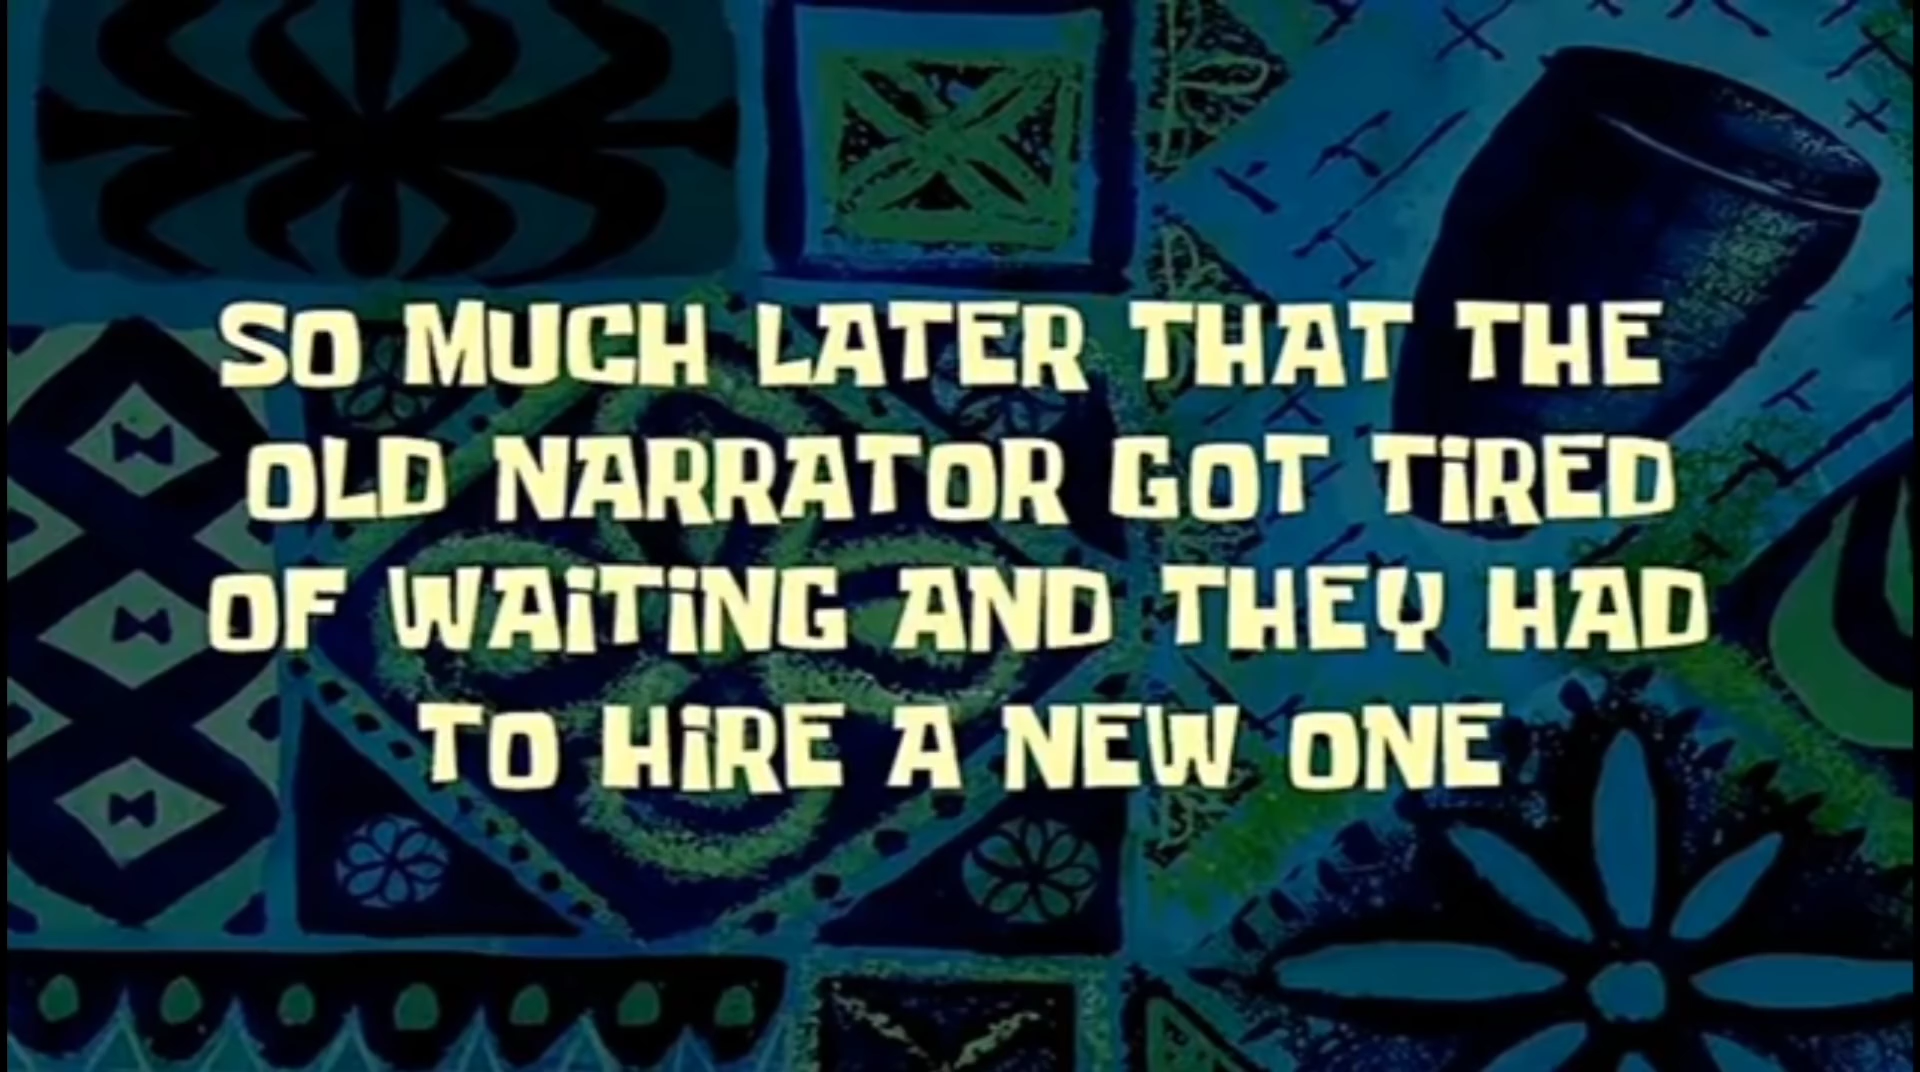 SO MUCH LATER THAT THE
OLD NARRATOR GOT TiRED
OF WAiTiNG AND THEY HAD
TO HiRE A NEW ONE